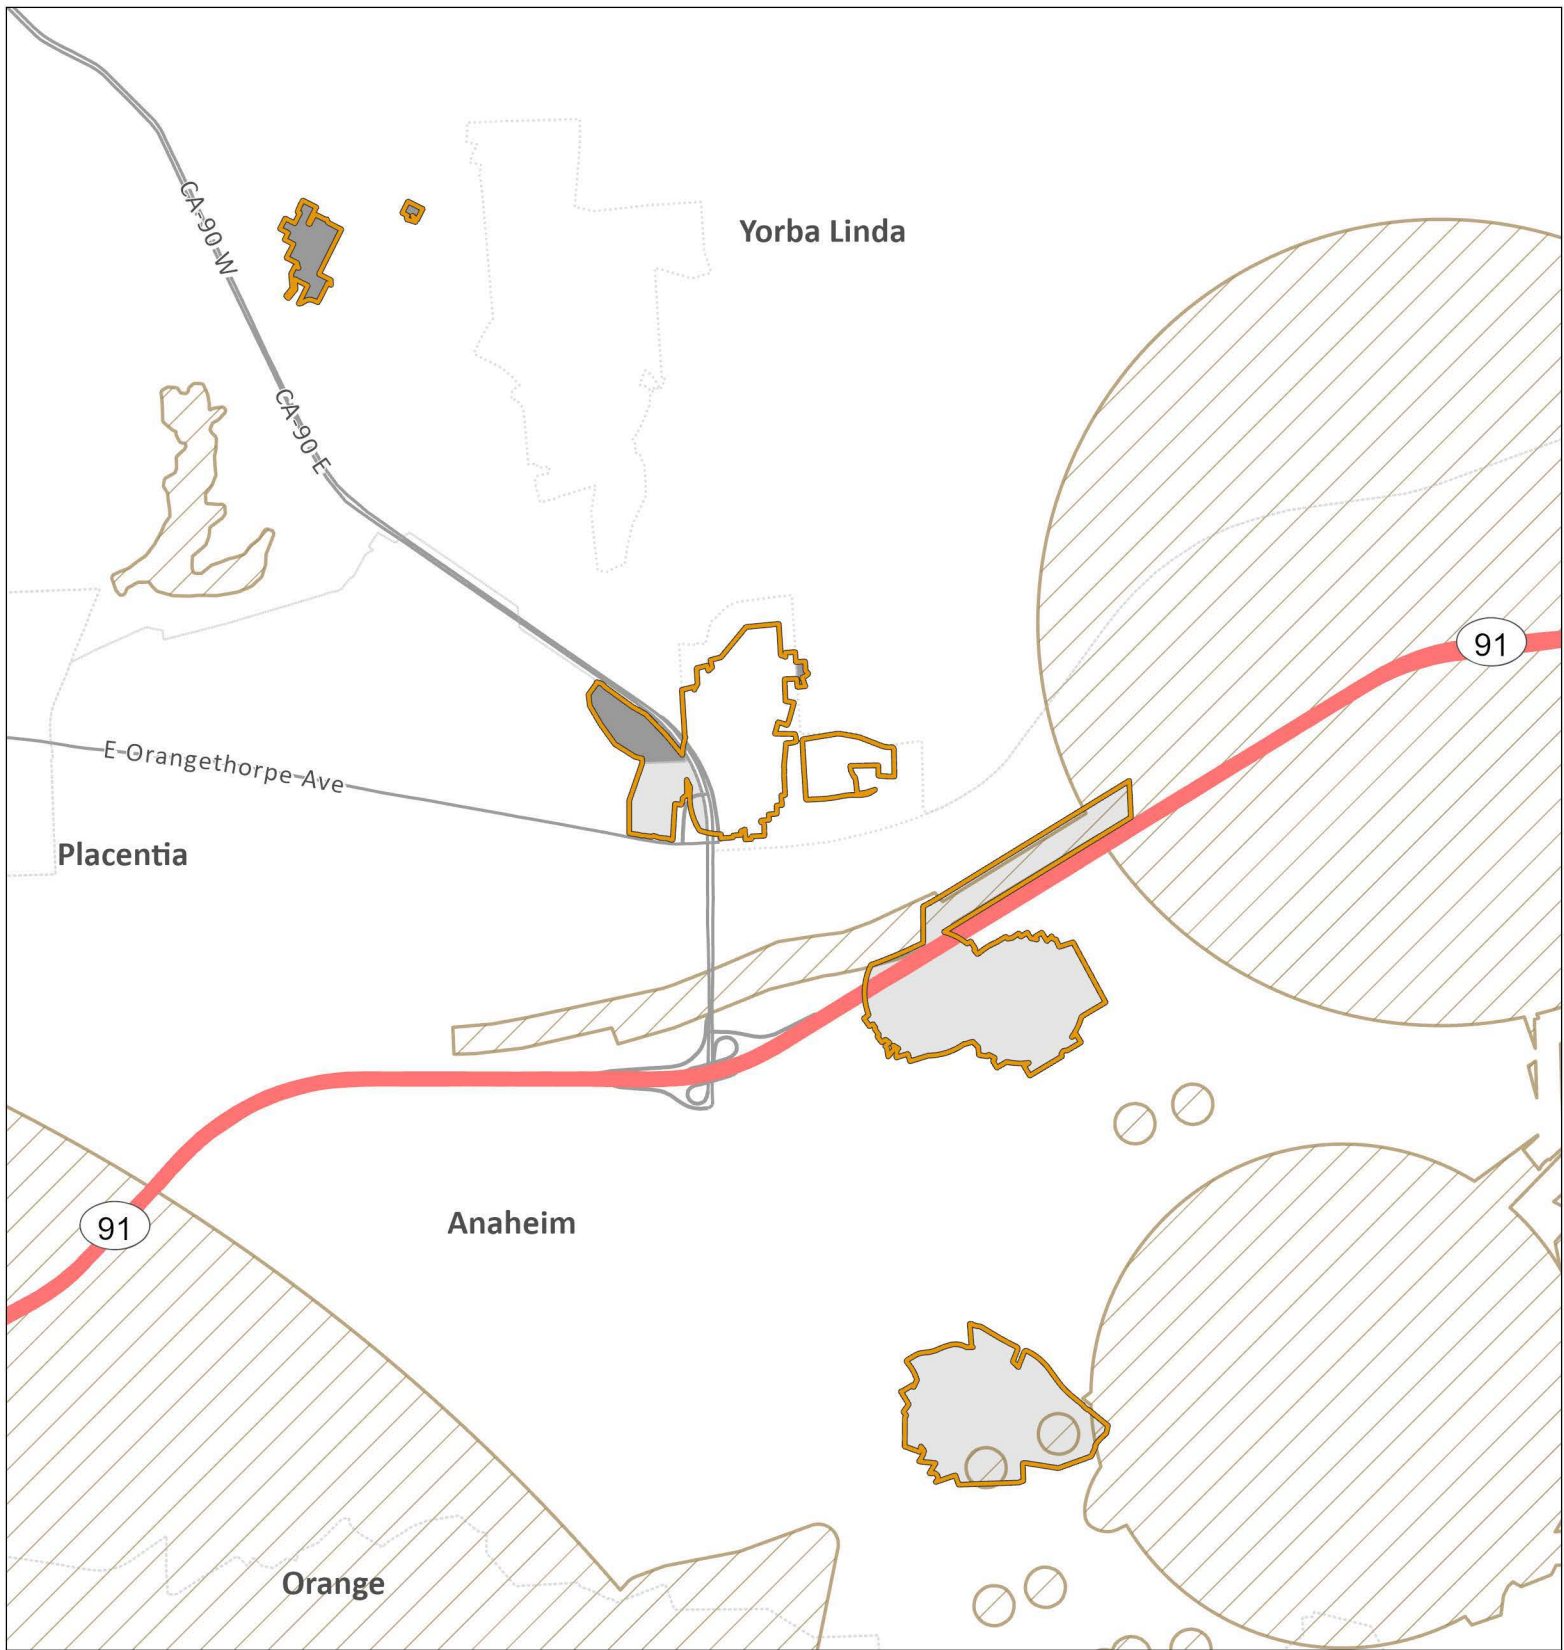 CA-90-W
Yorba Linda
CA-90-E
91
E-Orangethorpe-Ave
Placentia
91
Anaheim
Orange